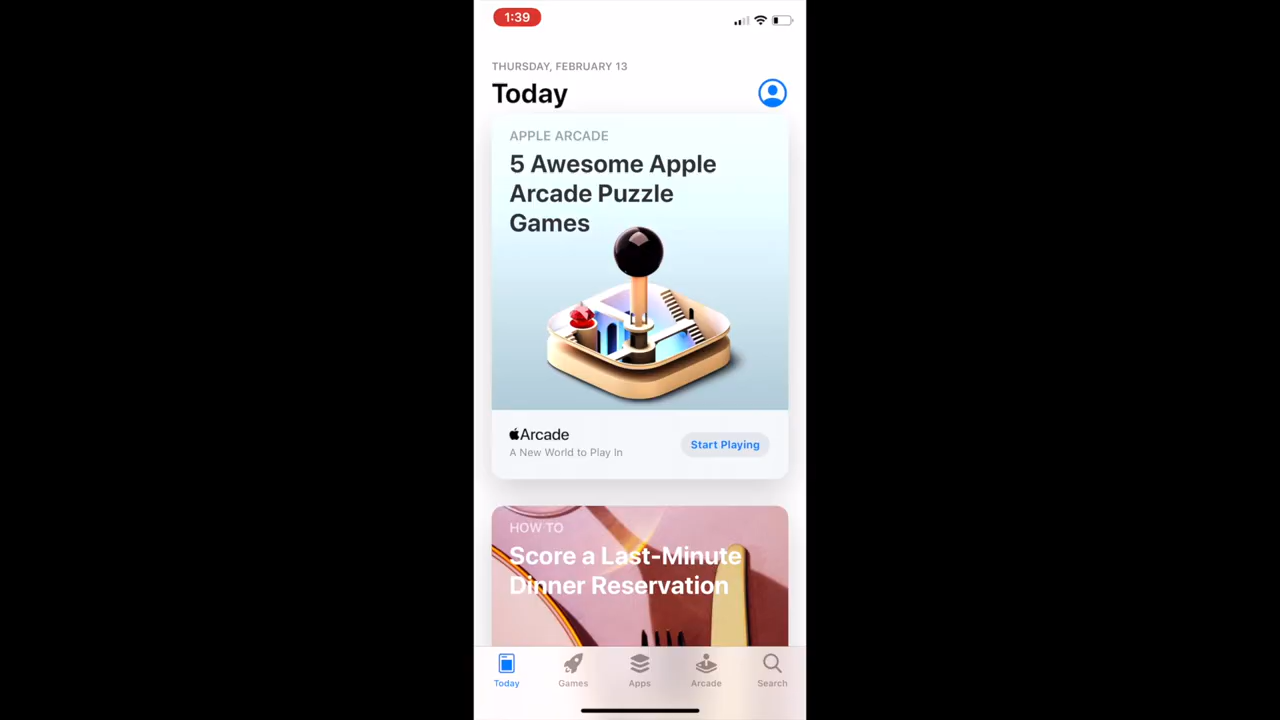 1:39
THURSDAY, FEBRUARY 13
Today
APPLE ARCADE
5 Awesome Apple
Arcade Puzzle
Games
Arcade
A New World to Play In
Start Playing
HOW TO
Score a Last-Minute
Dinner Reservation
Today
Games
Apps
Arcade
Search